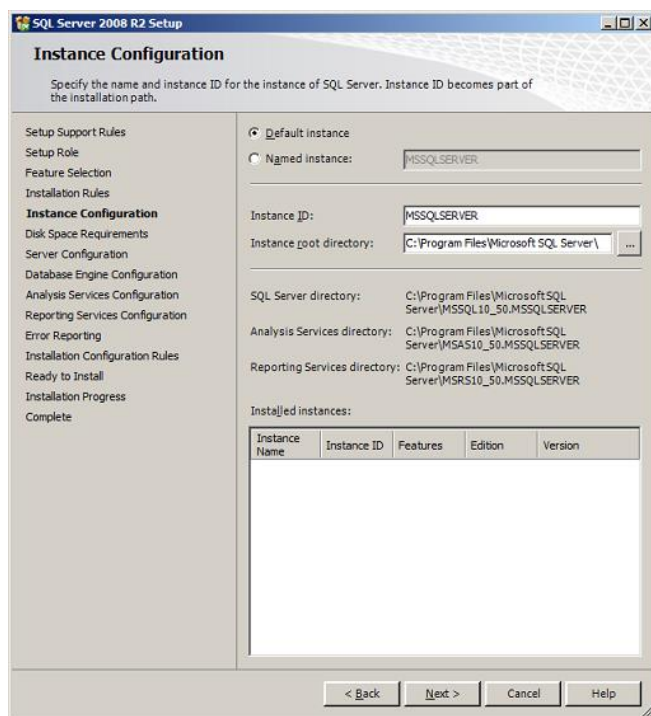 SQL Server 2008 R2 Setup
Instance Configuration
Specify the name and instance ID for the instance of SQL Server. Instance ID becomes part of
the installation path.
Setup Support Rules
Setup Role
Feature Selection
Installation Rules
Instance Configuration
Disk Space Requirements
Server Configuration
Database Engine Configuration
Analysis Services Configuration
Reporting Services Configuration
Error Reporting
Installation Configuration Rules
Ready to Install
Installation Progress
Complete
Default instance
Named instance: MSSQLSERVER
Instance ID: MSSQLSERVER
Instance root directory: C:\Program Files\Microsoft SQL Server\ ...
SQL Server directory: C:\Program Files\Microsoft SQL
Server\MSSQL10_50.MSSQLSERVER
Analysis Services directory: C:\Program Files\Microsoft SQL
Server\MSAS10_50.MSSQLSERVER
Reporting Services directory: C:\Program Files\Microsoft SQL
Server\MSRS10_50.MSSQLSERVER
Installed instances:
Instance Name Instance ID Features Edition Version
< Back Next > Cancel Help